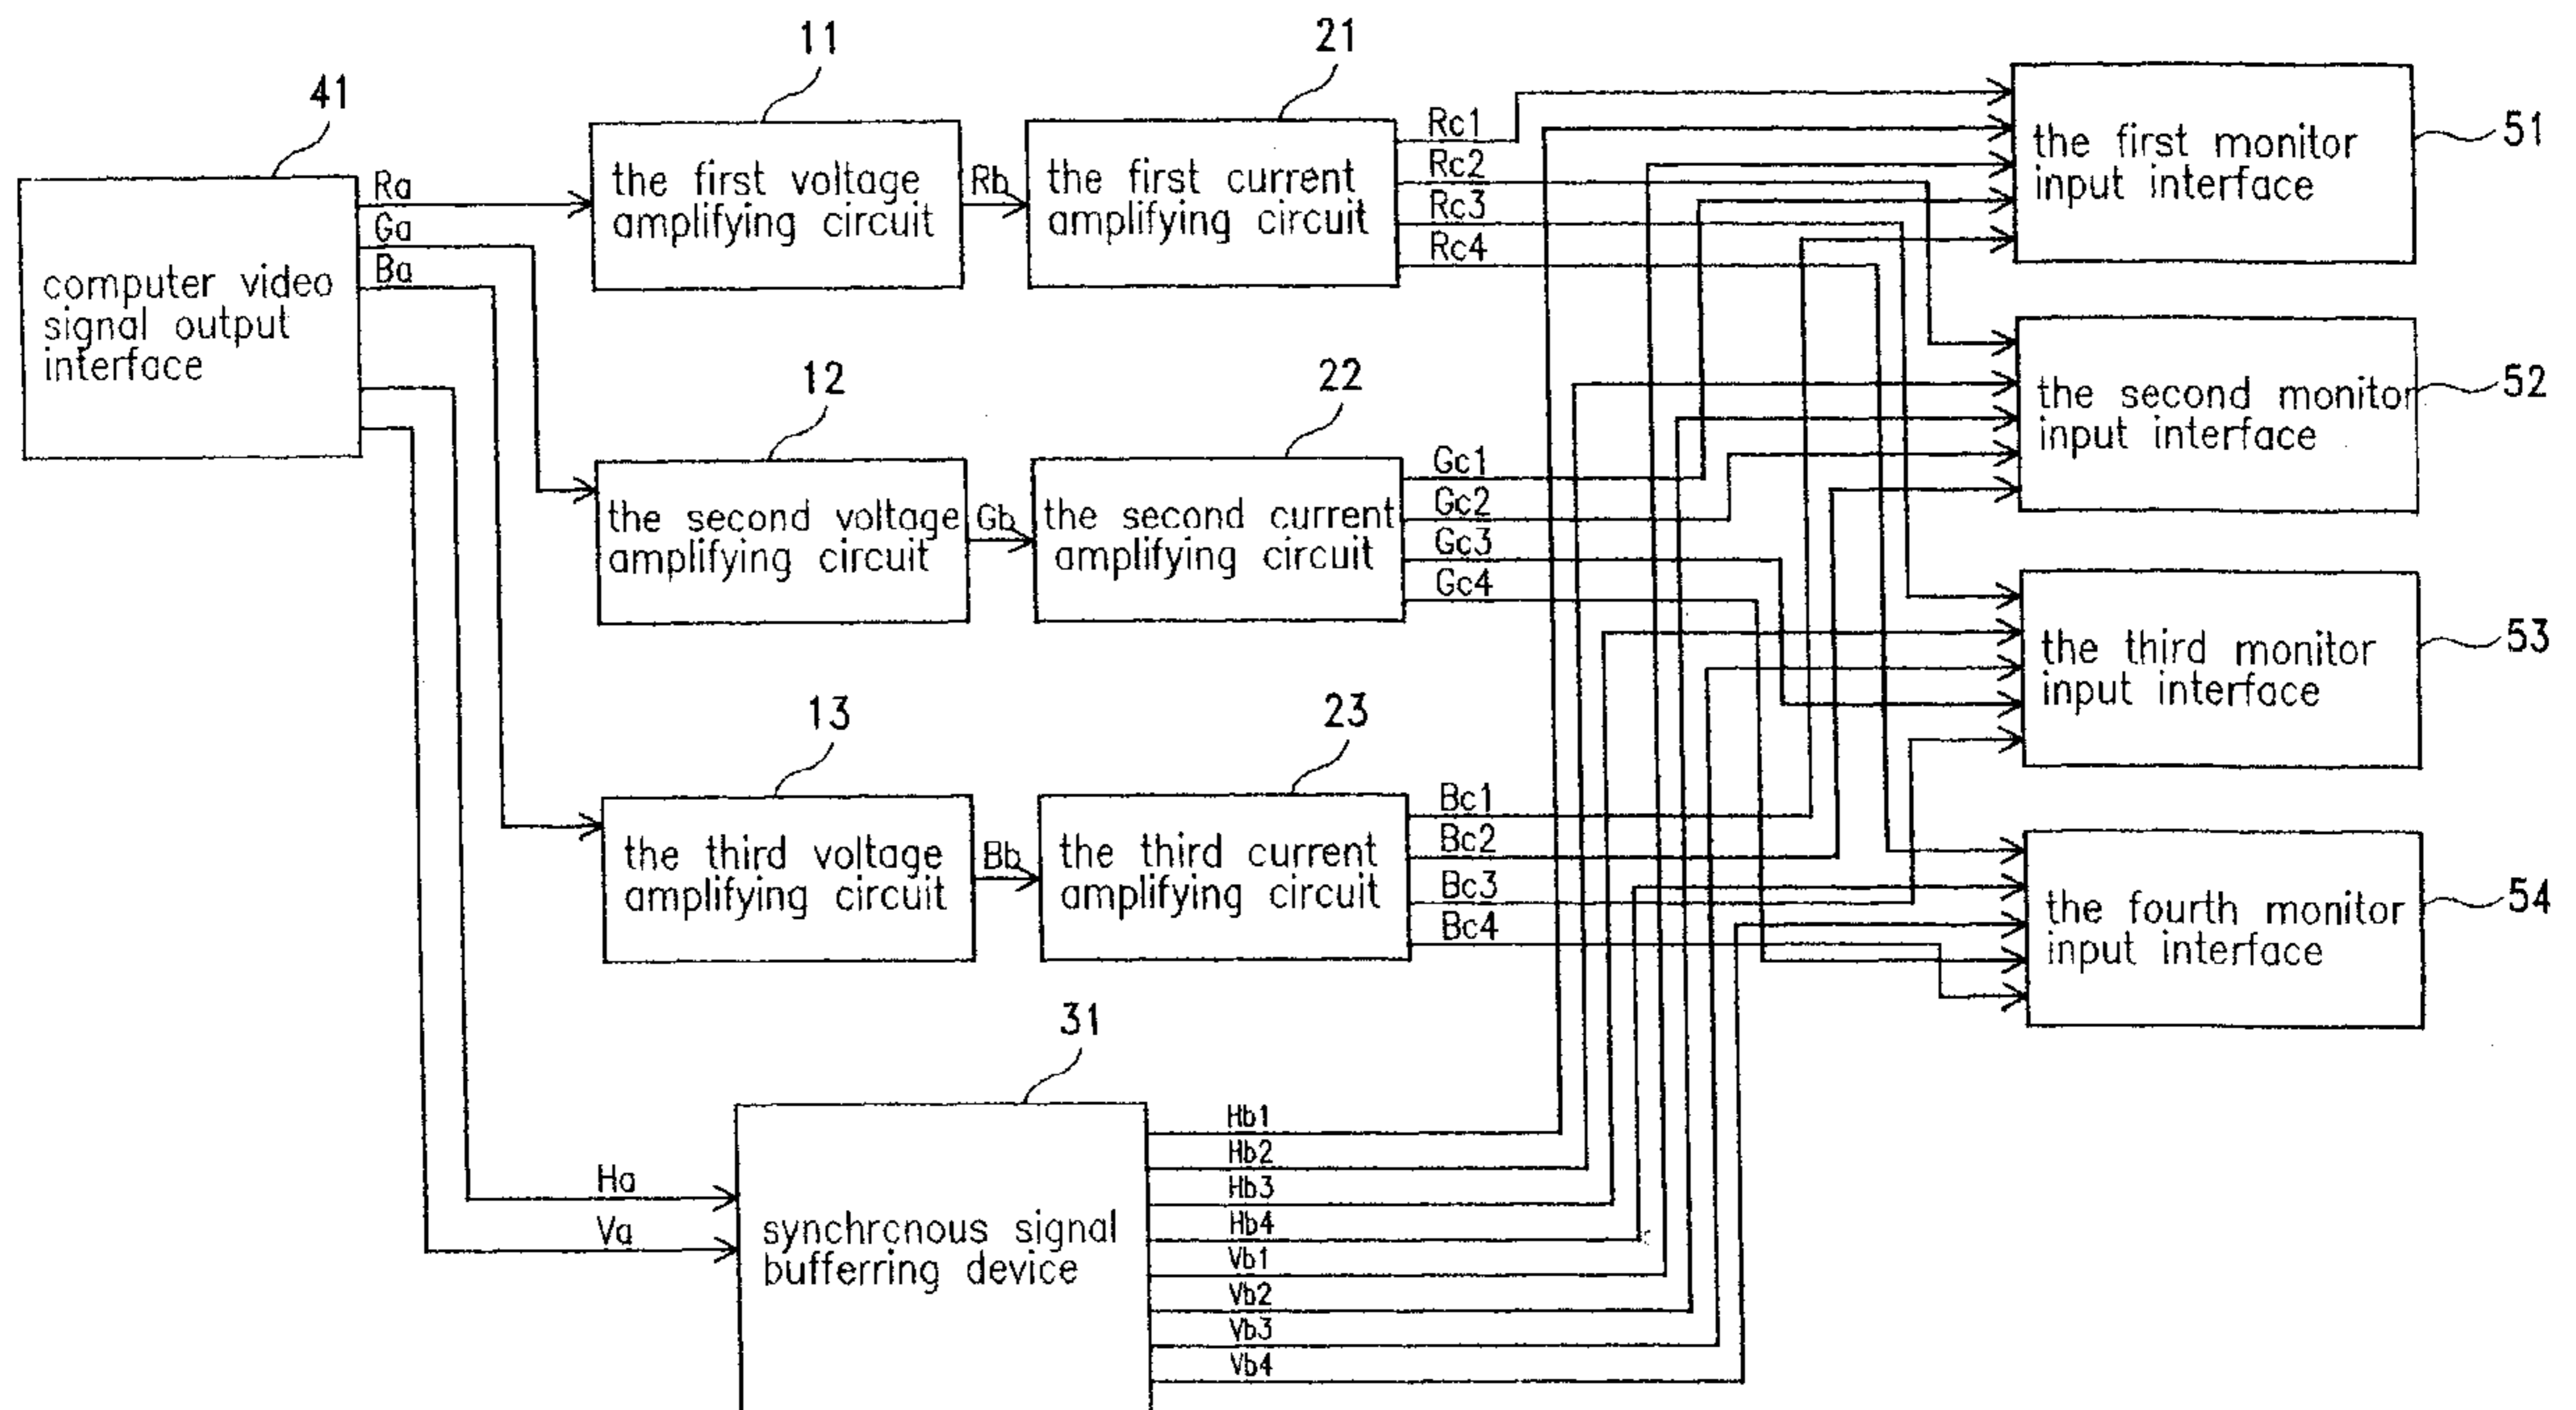 41
computer video
signal output
interface
Ra
Ga
Ba
11
the first voltage
amplifying circuit
Rb
21
the first current
amplifying circuit
Rc1
Rc2
Rc3
Rc4
12
the second voltage
amplifying circuit
Gb
22
the second current
amplifying circuit
Gc1
Gc2
Gc3
Gc4
13
the third voltage
amplifying circuit
Bb
23
the third current
amplifying circuit
Bc1
Bc2
Bc3
Bc4
Ha
Va
31
synchrcnous signal
bufferring device
Hb1
Hb2
Hb3
Hb4
Vb1
Vb2
Vb3
Vb4
the first monitor
input interface
51
the second monitor
input interface
52
the third monitor
input interface
53
the fourth monitor
input interface
54